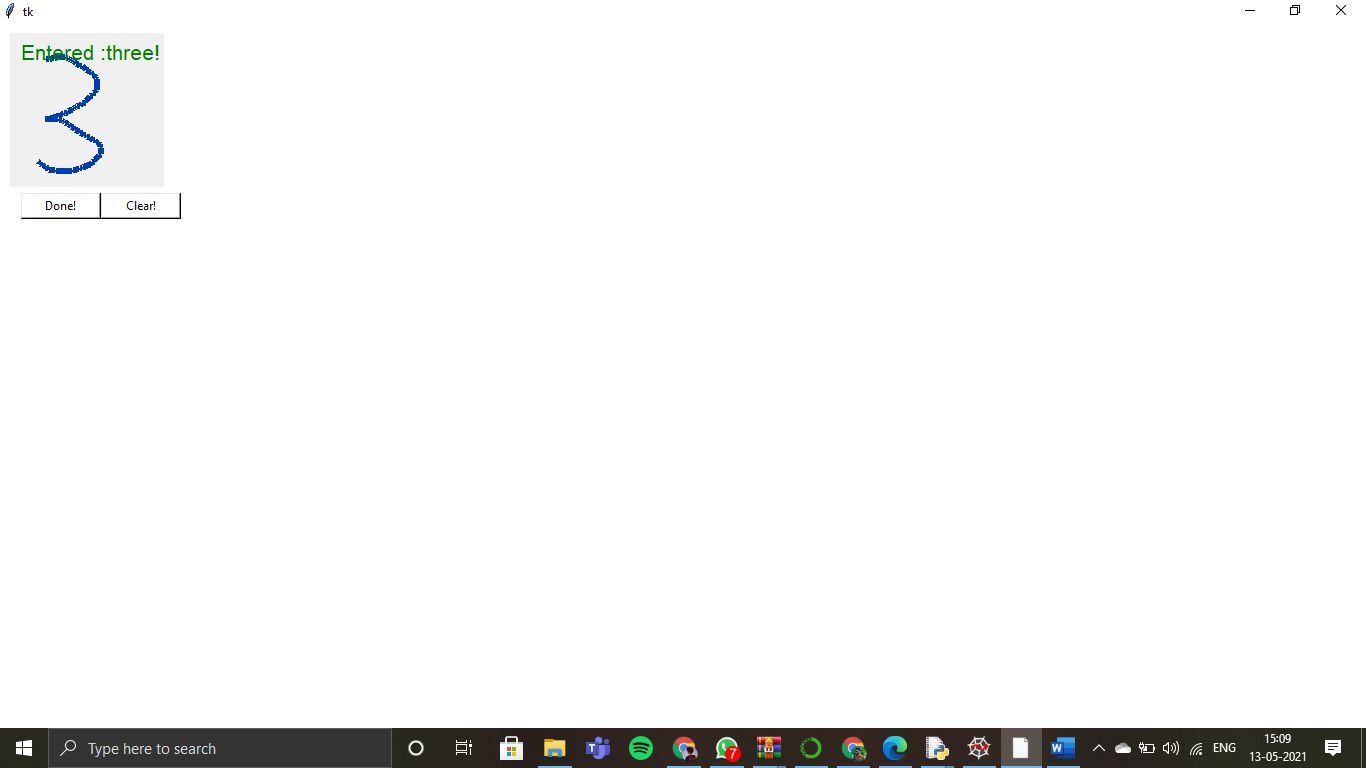 tk
Entered :three!
3
Done! Clear!
Type here to search
7
ENG
15:09
13-05-2021